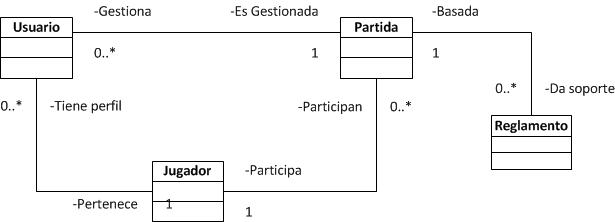 -Gestiona
-Es Gestionada
-Basada
Usuario
Partida
0..*
1
1
0..*
-Tiene perfil
-Participan
0..*
0..*
-Da soporte
Reglamento
Jugador
-Participa
-Pertenece
1
1